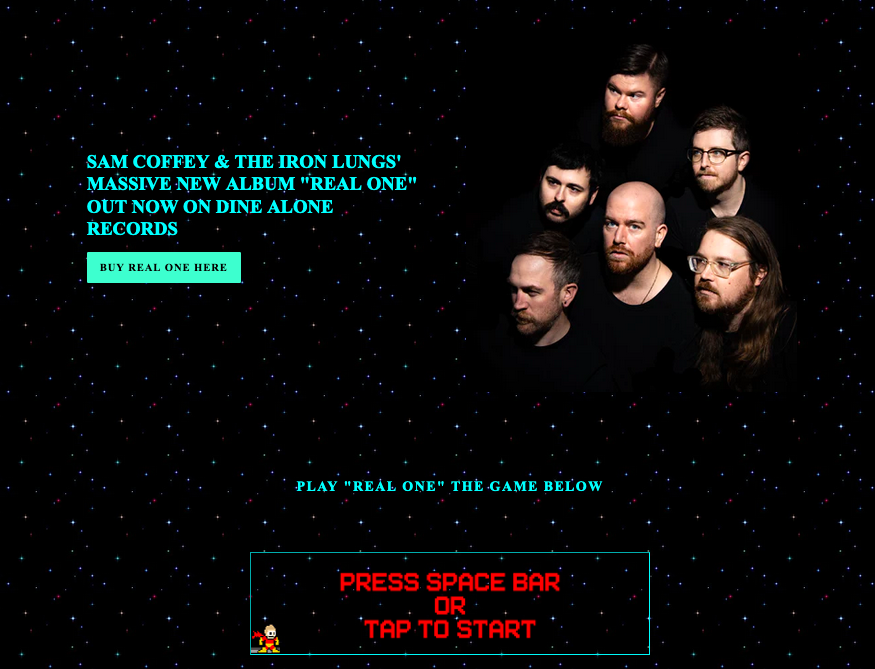 SAM COFFEY & THE IRON LUNGS'
MASSIVE NEW ALBUM "REAL ONE"
OUT NOW ON DINE ALONE
RECORDS
BUY REAL ONE HERE
PLAY "REAL ONE" THE GAME BELOW
PRESS SPACE BAR
OR
TAP TO START